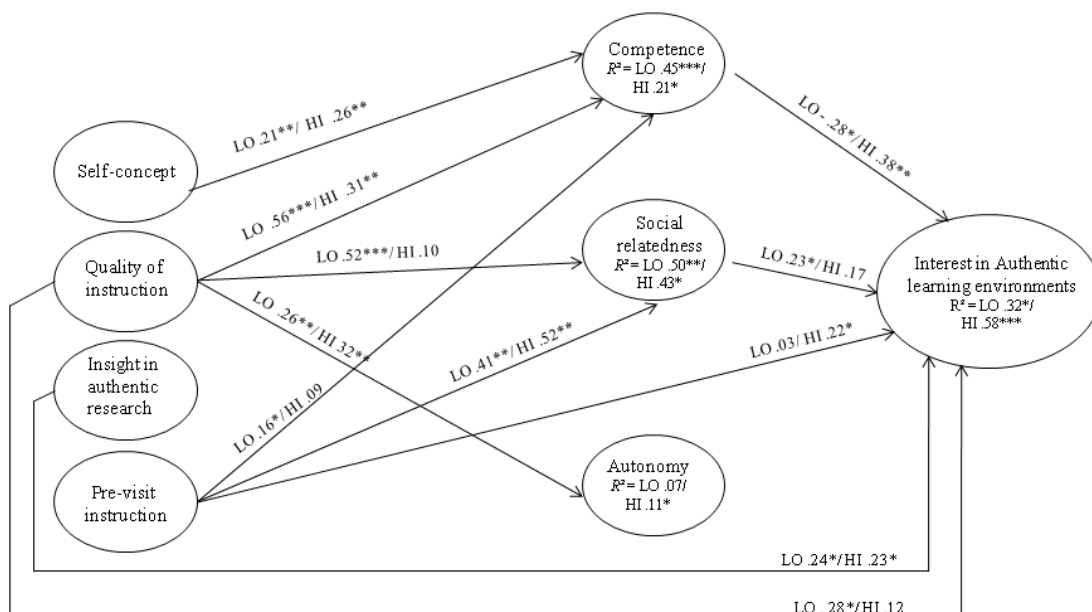 Competence
R² = LO .45***/
HI .21*
LO .21**/ HI .26**
LO - .28*/HI .38**
Self-concept
LO .56***/HI .31**
Social
relatedness
R² = LO .50**/
HI .43*
LO .52***/HI .10
LO .23*/HI .17
Quality of
instruction
Interest in Authentic
learning environments
R² = LO .32*/
HI .58***
LO .26**/HI .32**
LO .41**/ HI .52**
LO .03/ HI .22*
Insight in
authentic
research
LO .16*/HI .09
Autonomy
R² = LO .07/
HI .11*
Pre-visit
instruction
LO .24*/HI .23*
LO .28*/HI .12